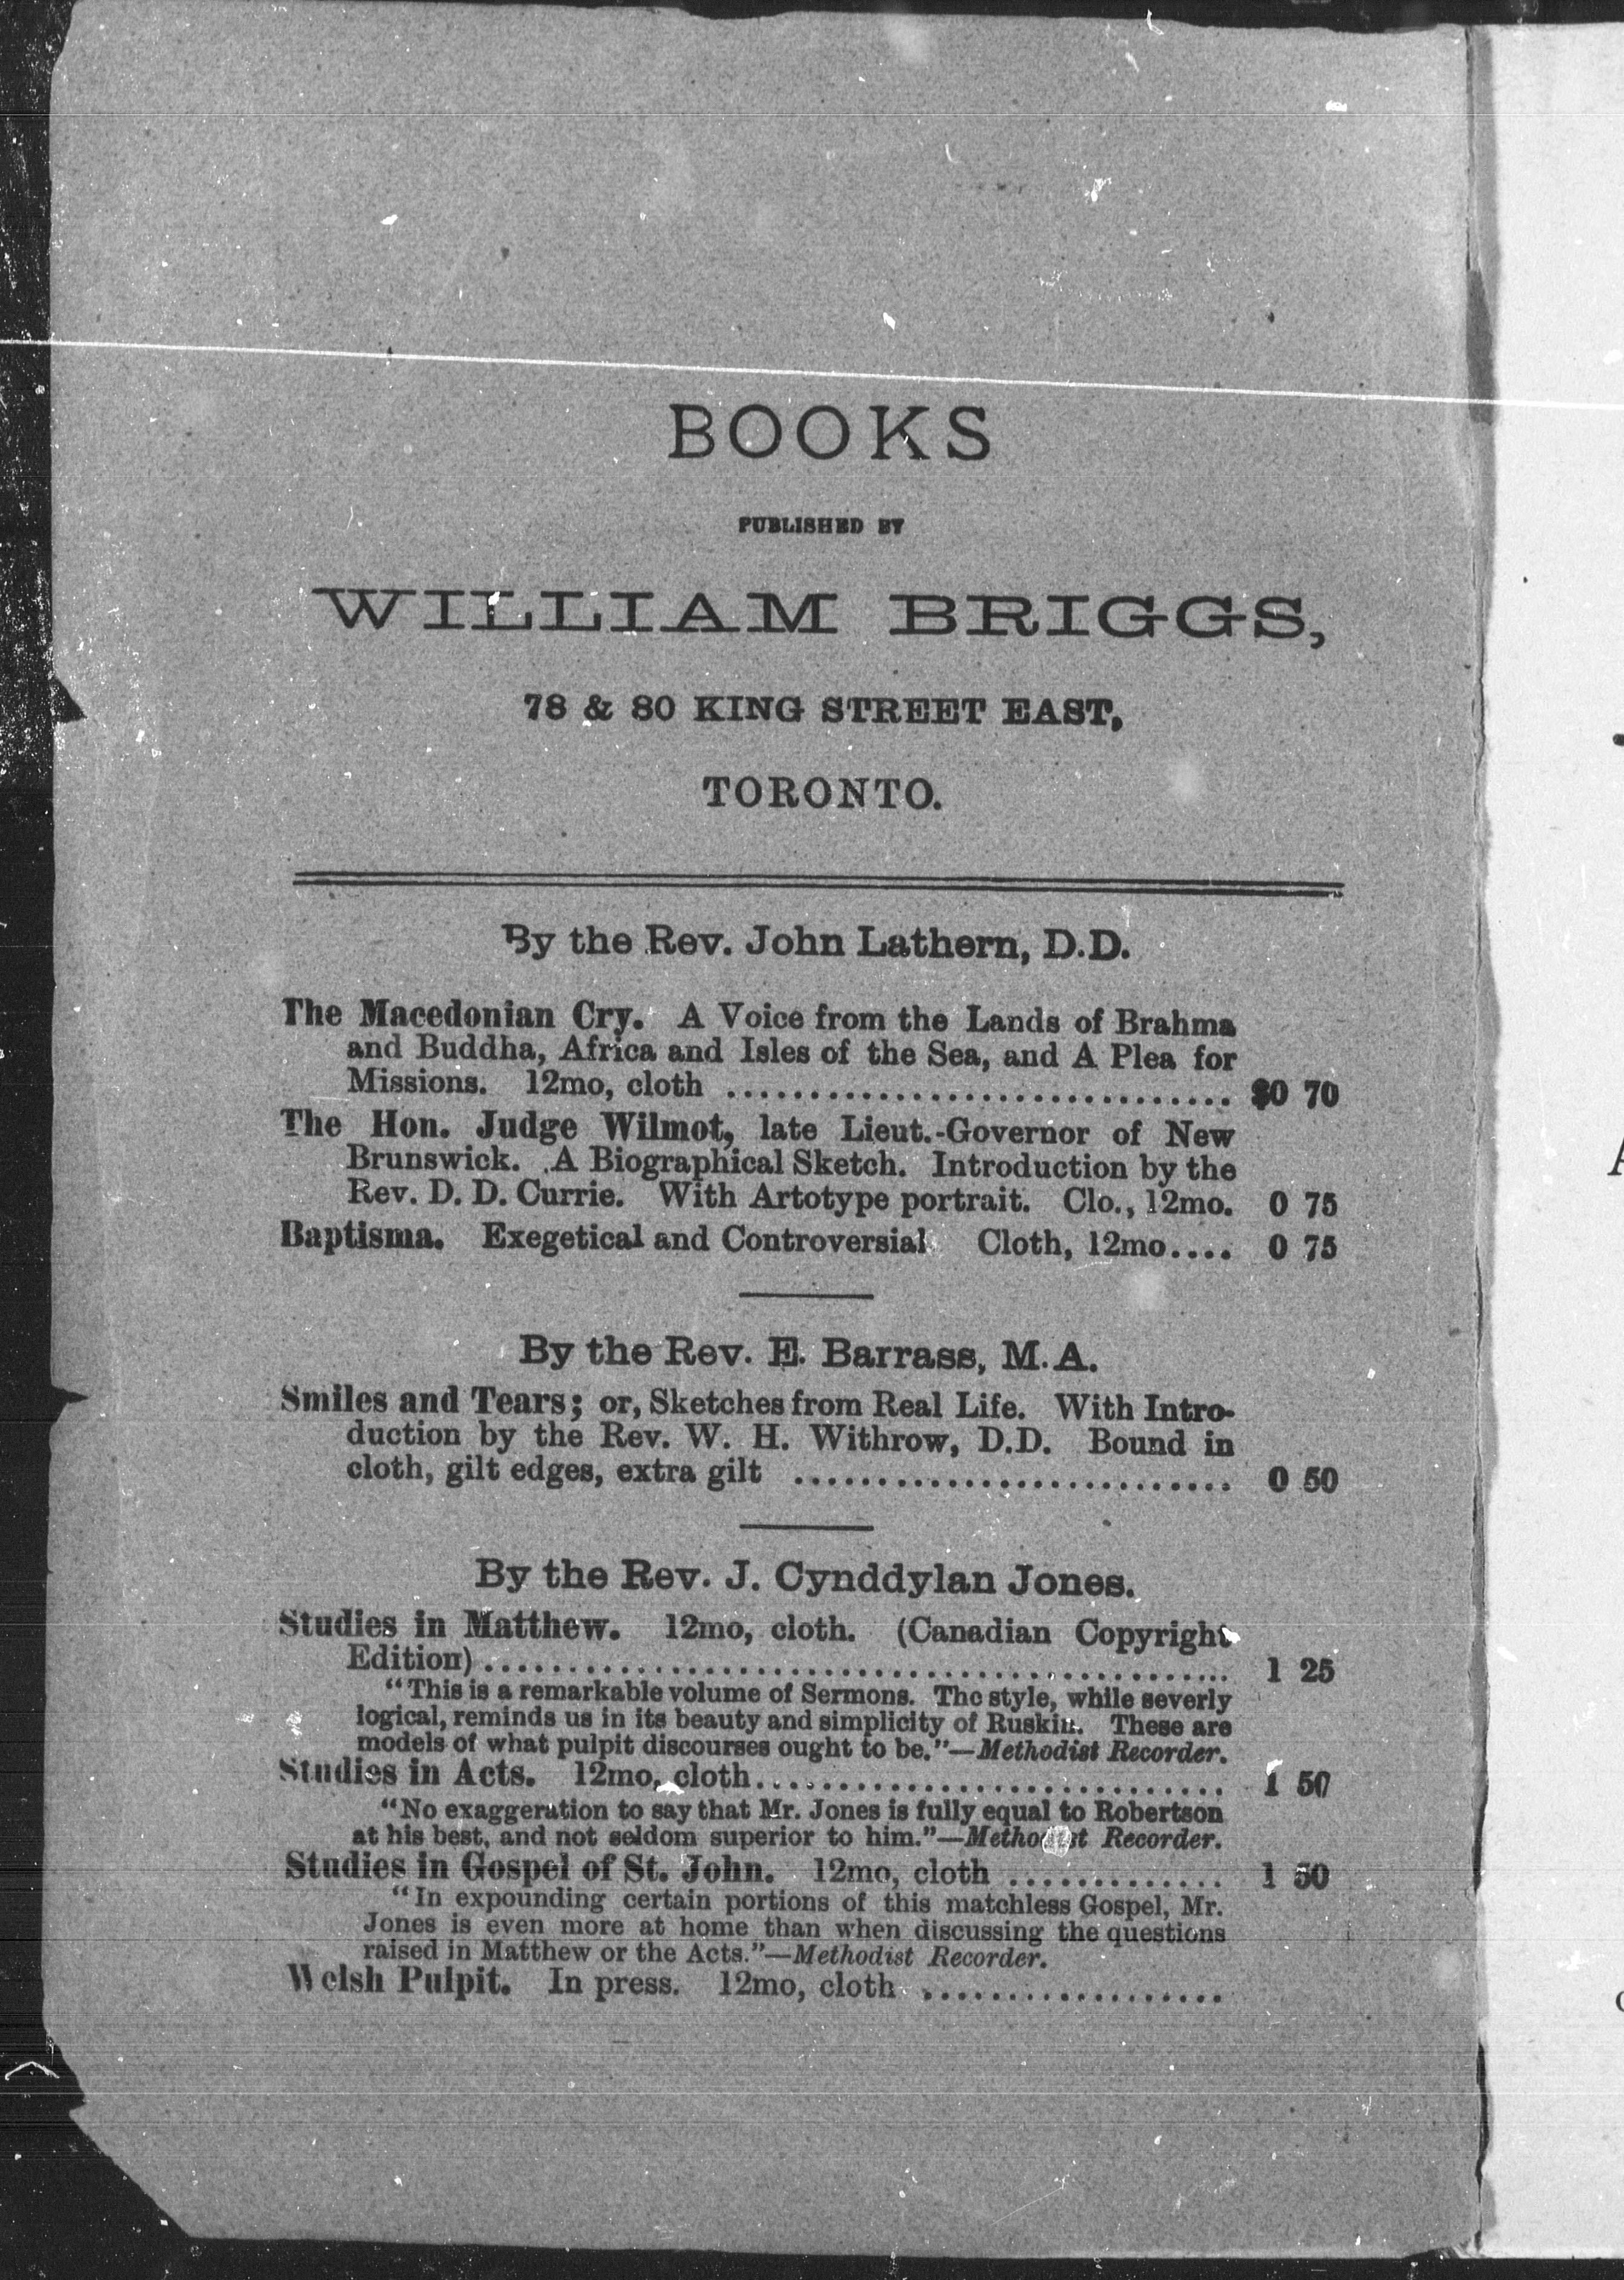 BOOKS
PUBLISHED BY
WILLIAM BRIGGS,
78 & 80 KING STREET EAST,
TORONTO.
By the Rev. John Lathern, D.D.
The Macedonian Cry. A Voice from the Lands of Brahma
and Buddha, Africa and Isles of the Sea, and A Plea for
Missions. 12mo, cloth .............................. $0 70
The Hon. Judge Wilmot, late Lieut.-Governor of New
Brunswick. A Biographical Sketch. Introduction by the
Rev. D. D. Currie. With Artotype portrait. Clo., 12mo. 0 75
Baptisma. Exegetical and Controversial Cloth, 12mo.... 0 75
By the Rev. E. Barrass, M.A.
Smiles and Tears; or, Sketches from Real Life. With Intro-
duction by the Rev. W. H. Withrow, D.D. Bound in
cloth, gilt edges, extra gilt .......................... 0 50
By the Rev. J. Cynddylan Jones.
Studies in Matthew. 12mo, cloth. (Canadian Copyright
Edition)............................................ 1 25
"This is a remarkable volume of Sermons. The style, while severly
logical, reminds us in its beauty and simplicity of Ruskin. These are
models of what pulpit discourses ought to be."—Methodist Recorder.
Studies in Acts. 12mo, cloth............................ 1 50
"No exaggeration to say that Mr. Jones is fully equal to Robertson
at his best, and not seldom superior to him."—Methodist Recorder.
Studies in Gospel of St. John. 12mo, cloth ............. 1 50
"In expounding certain portions of this matchless Gospel, Mr.
Jones is even more at home than when discussing the questions
raised in Matthew or the Acts."—Methodist Recorder.
Welsh Pulpit. In press. 12mo, cloth ..................